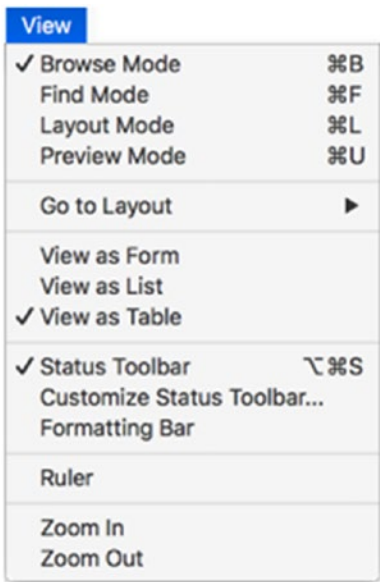 View
✓ Browse Mode ⌘B
Find Mode ⌘F
Layout Mode ⌘L
Preview Mode ⌘U
Go to Layout ▶
View as Form
View as List
✓ View as Table
✓ Status Toolbar ⌥⌘S
Customize Status Toolbar...
Formatting Bar
Ruler
Zoom In
Zoom Out